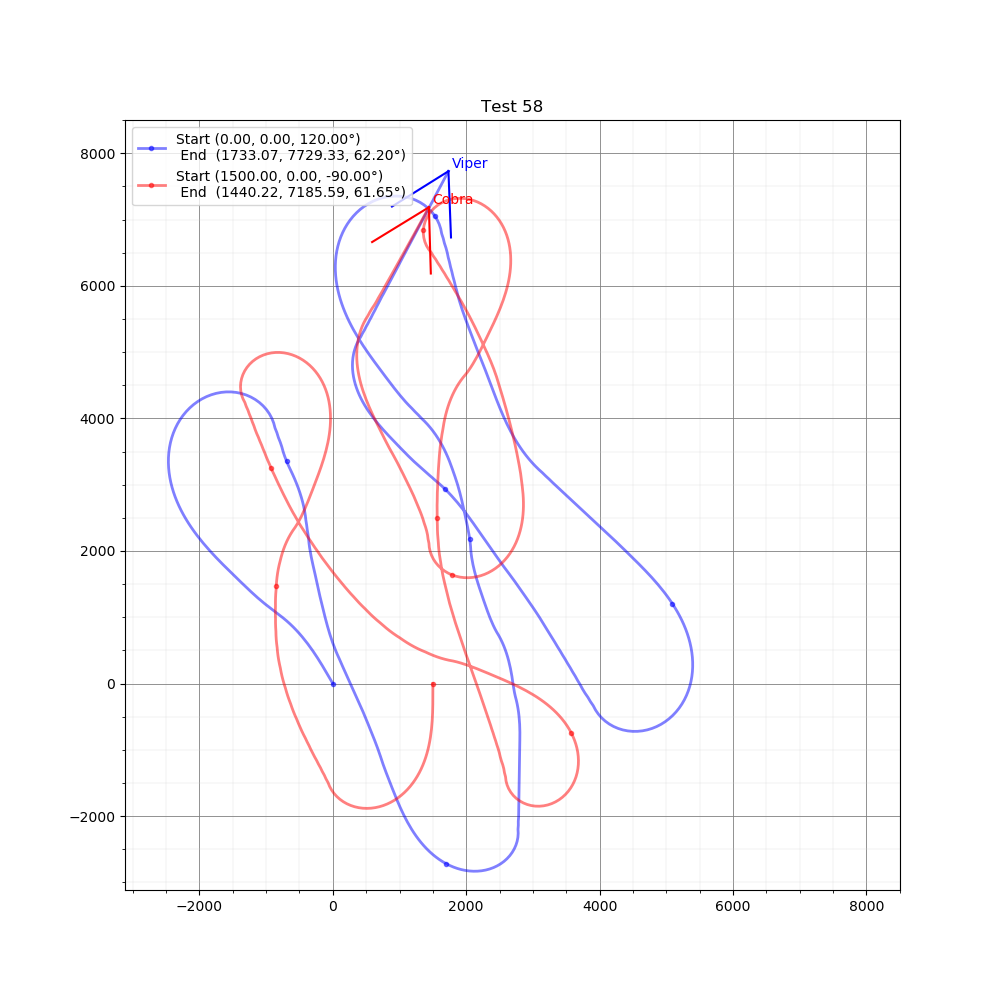 Test 58
Start (0.00, 0.00, 120.00°)
End (1733.07, 7729.33, 62.20°)
Start (1500.00, 0.00, -90.00°)
End (1440.22, 7185.59, 61.65°)
Viper
Cobra
8000
6000
4000
2000
0
−2000
−2000
0
2000
4000
6000
8000